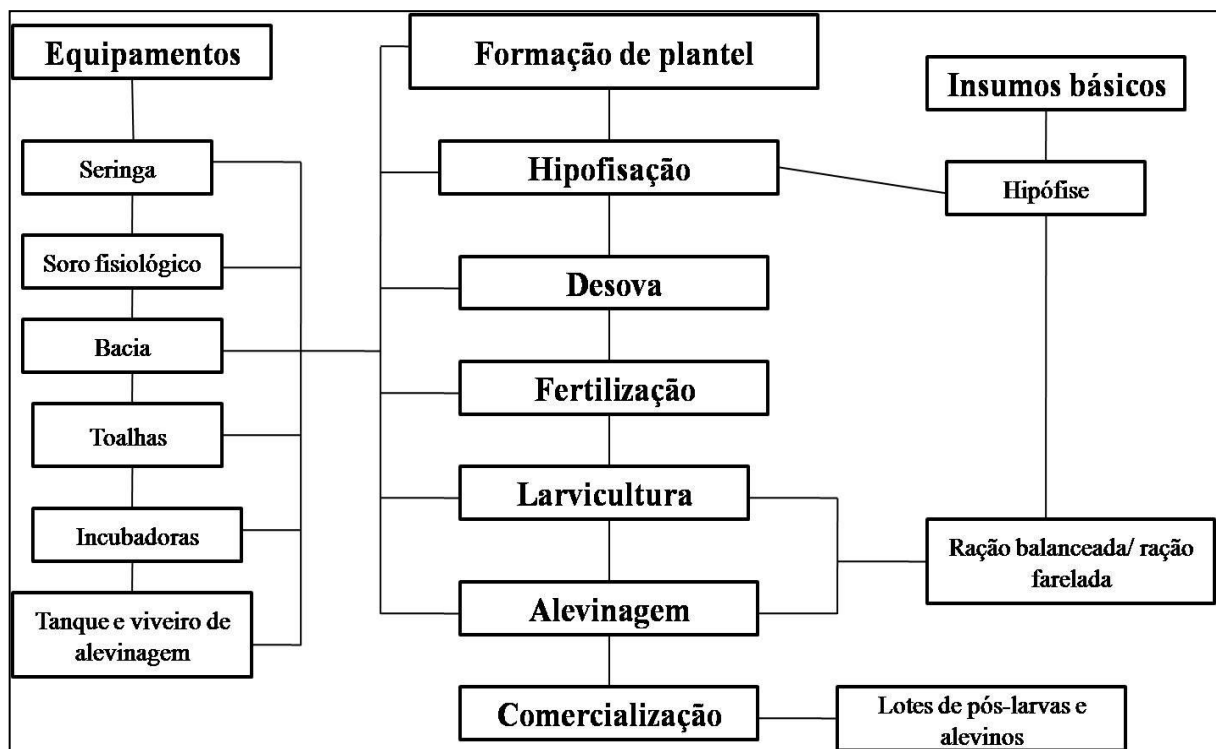 Equipamentos
Seringa
Soro fisiológico
Bacia
Toalhas
Incubadoras
Tanque e viveiro de
alevinagem
Formação de plantel
Hipofisação
Desova
Fertilização
Larvicultura
Alevinagem
Comercialização
Insumos básicos
Hipófise
Ração balanceada/ ração
farelada
Lotes de pós-larvas e
alevinos